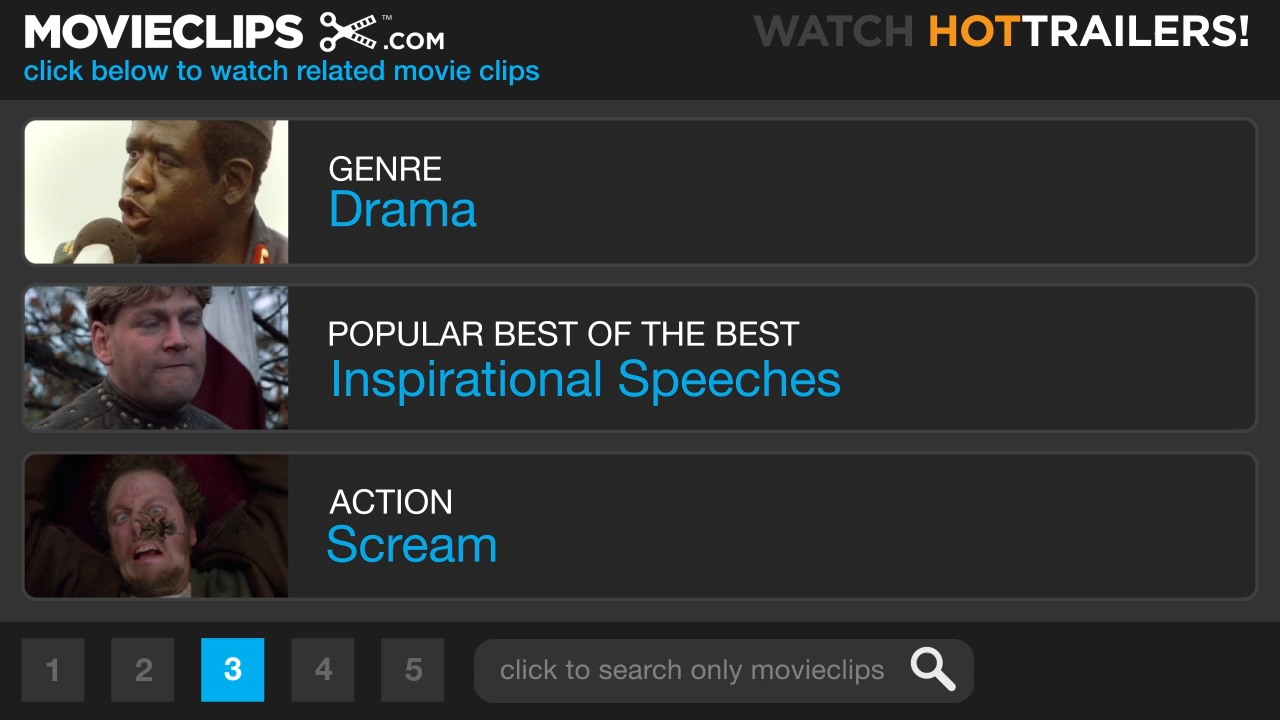 MOVIECLIPS ™.COM
WATCH HOTTRAILERS!
click below to watch related movie clips
GENRE
Drama
POPULAR BEST OF THE BEST
Inspirational Speeches
ACTION
Scream
1 2 3 4 5 click to search only movieclips